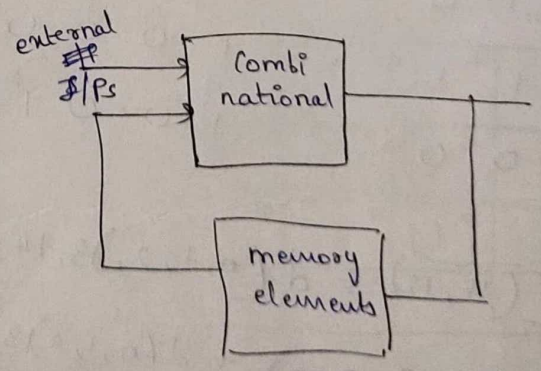 external
I/Ps
Combi
national
memory
elements